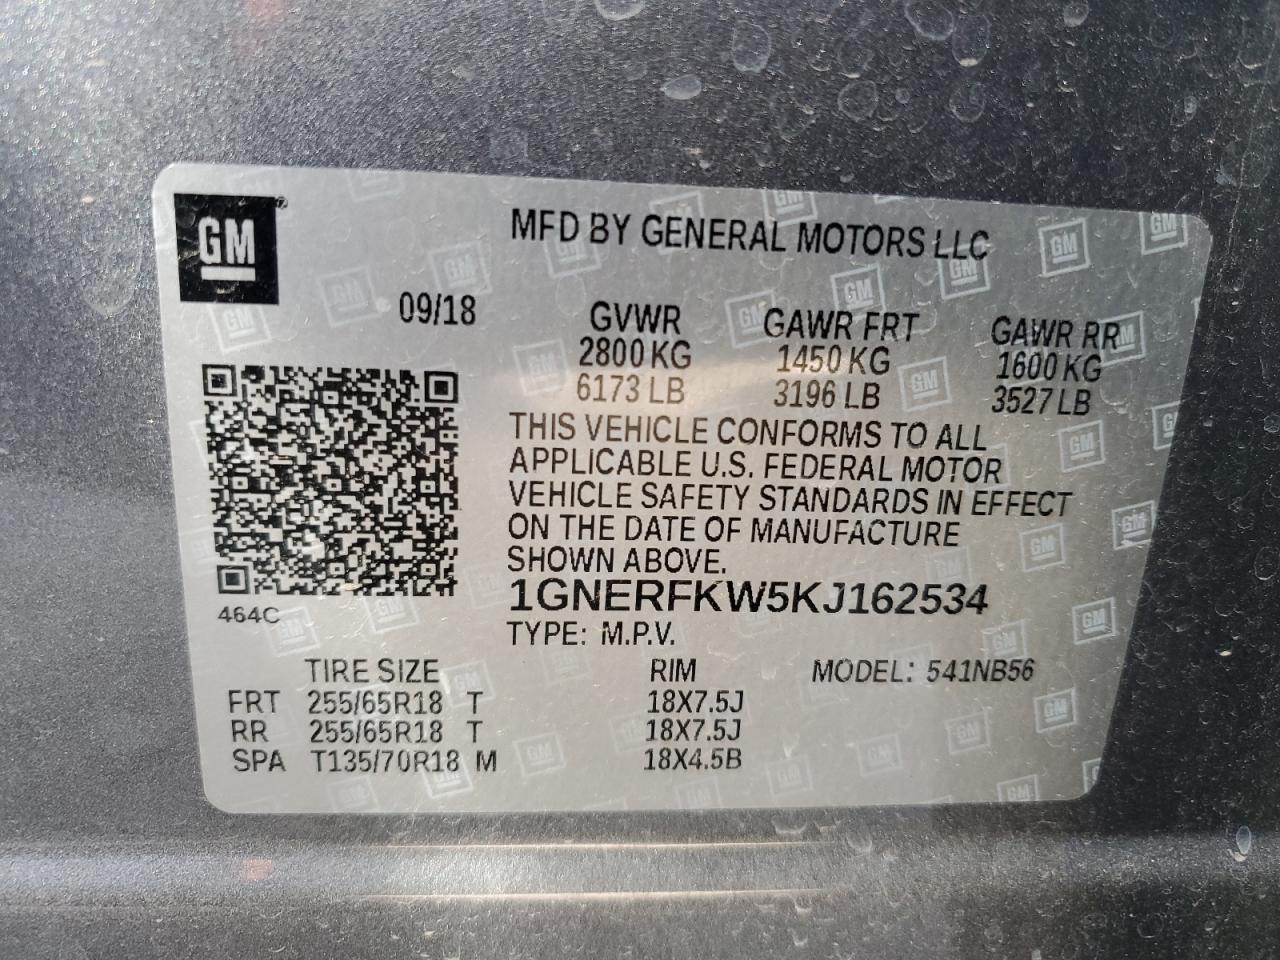 GM
MFD BY GENERAL MOTORS LLC
09/18
GVWR GAWR FRT GAWR RR
2800 KG 1450 KG 1600 KG
6173 LB 3196 LB 3527 LB
THIS VEHICLE CONFORMS TO ALL
APPLICABLE U.S. FEDERAL MOTOR
VEHICLE SAFETY STANDARDS IN EFFECT
ON THE DATE OF MANUFACTURE
SHOWN ABOVE.
464C
1GNERFKW5KJ162534
TYPE: M.P.V.
TIRE SIZE RIM MODEL: 541NB56
FRT 255/65R18 T 18X7.5J
RR 255/65R18 T 18X7.5J
SPA T135/70R18 M 18X4.5B